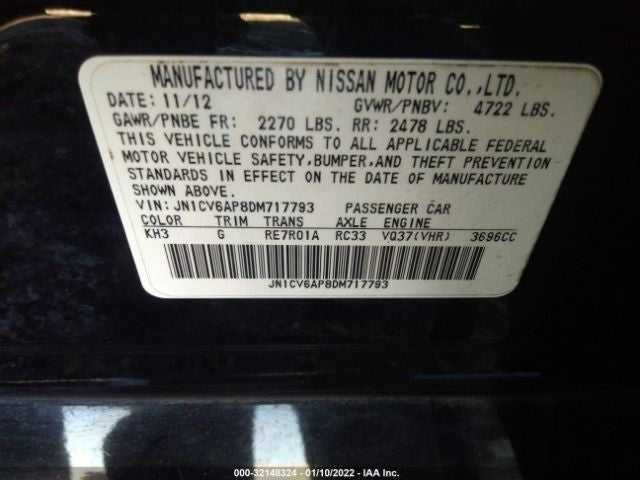 MANUFACTURED BY NISSAN MOTOR CO.,LTD.
DATE: 11/12 GVWR/PNBV: 4722 LBS.
GAWR/PNBE FR: 2270 LBS. RR: 2478 LBS.
THIS VEHICLE CONFORMS TO ALL APPLICABLE FEDERAL
MOTOR VEHICLE SAFETY,BUMPER,AND THEFT PREVENTION
STANDARDS IN EFFECT ON THE DATE OF MANUFACTURE
SHOWN ABOVE.
VIN: JN1CV6AP8DM717793 PASSENGER CAR
COLOR TRIM TRANS AXLE ENGINE
KH3 G RE7R01A RC33 VQ37(VHR) 3696CC
JN1CV6AP8DM717793
000-32148324 - 01/10/2022 - IAA Inc.